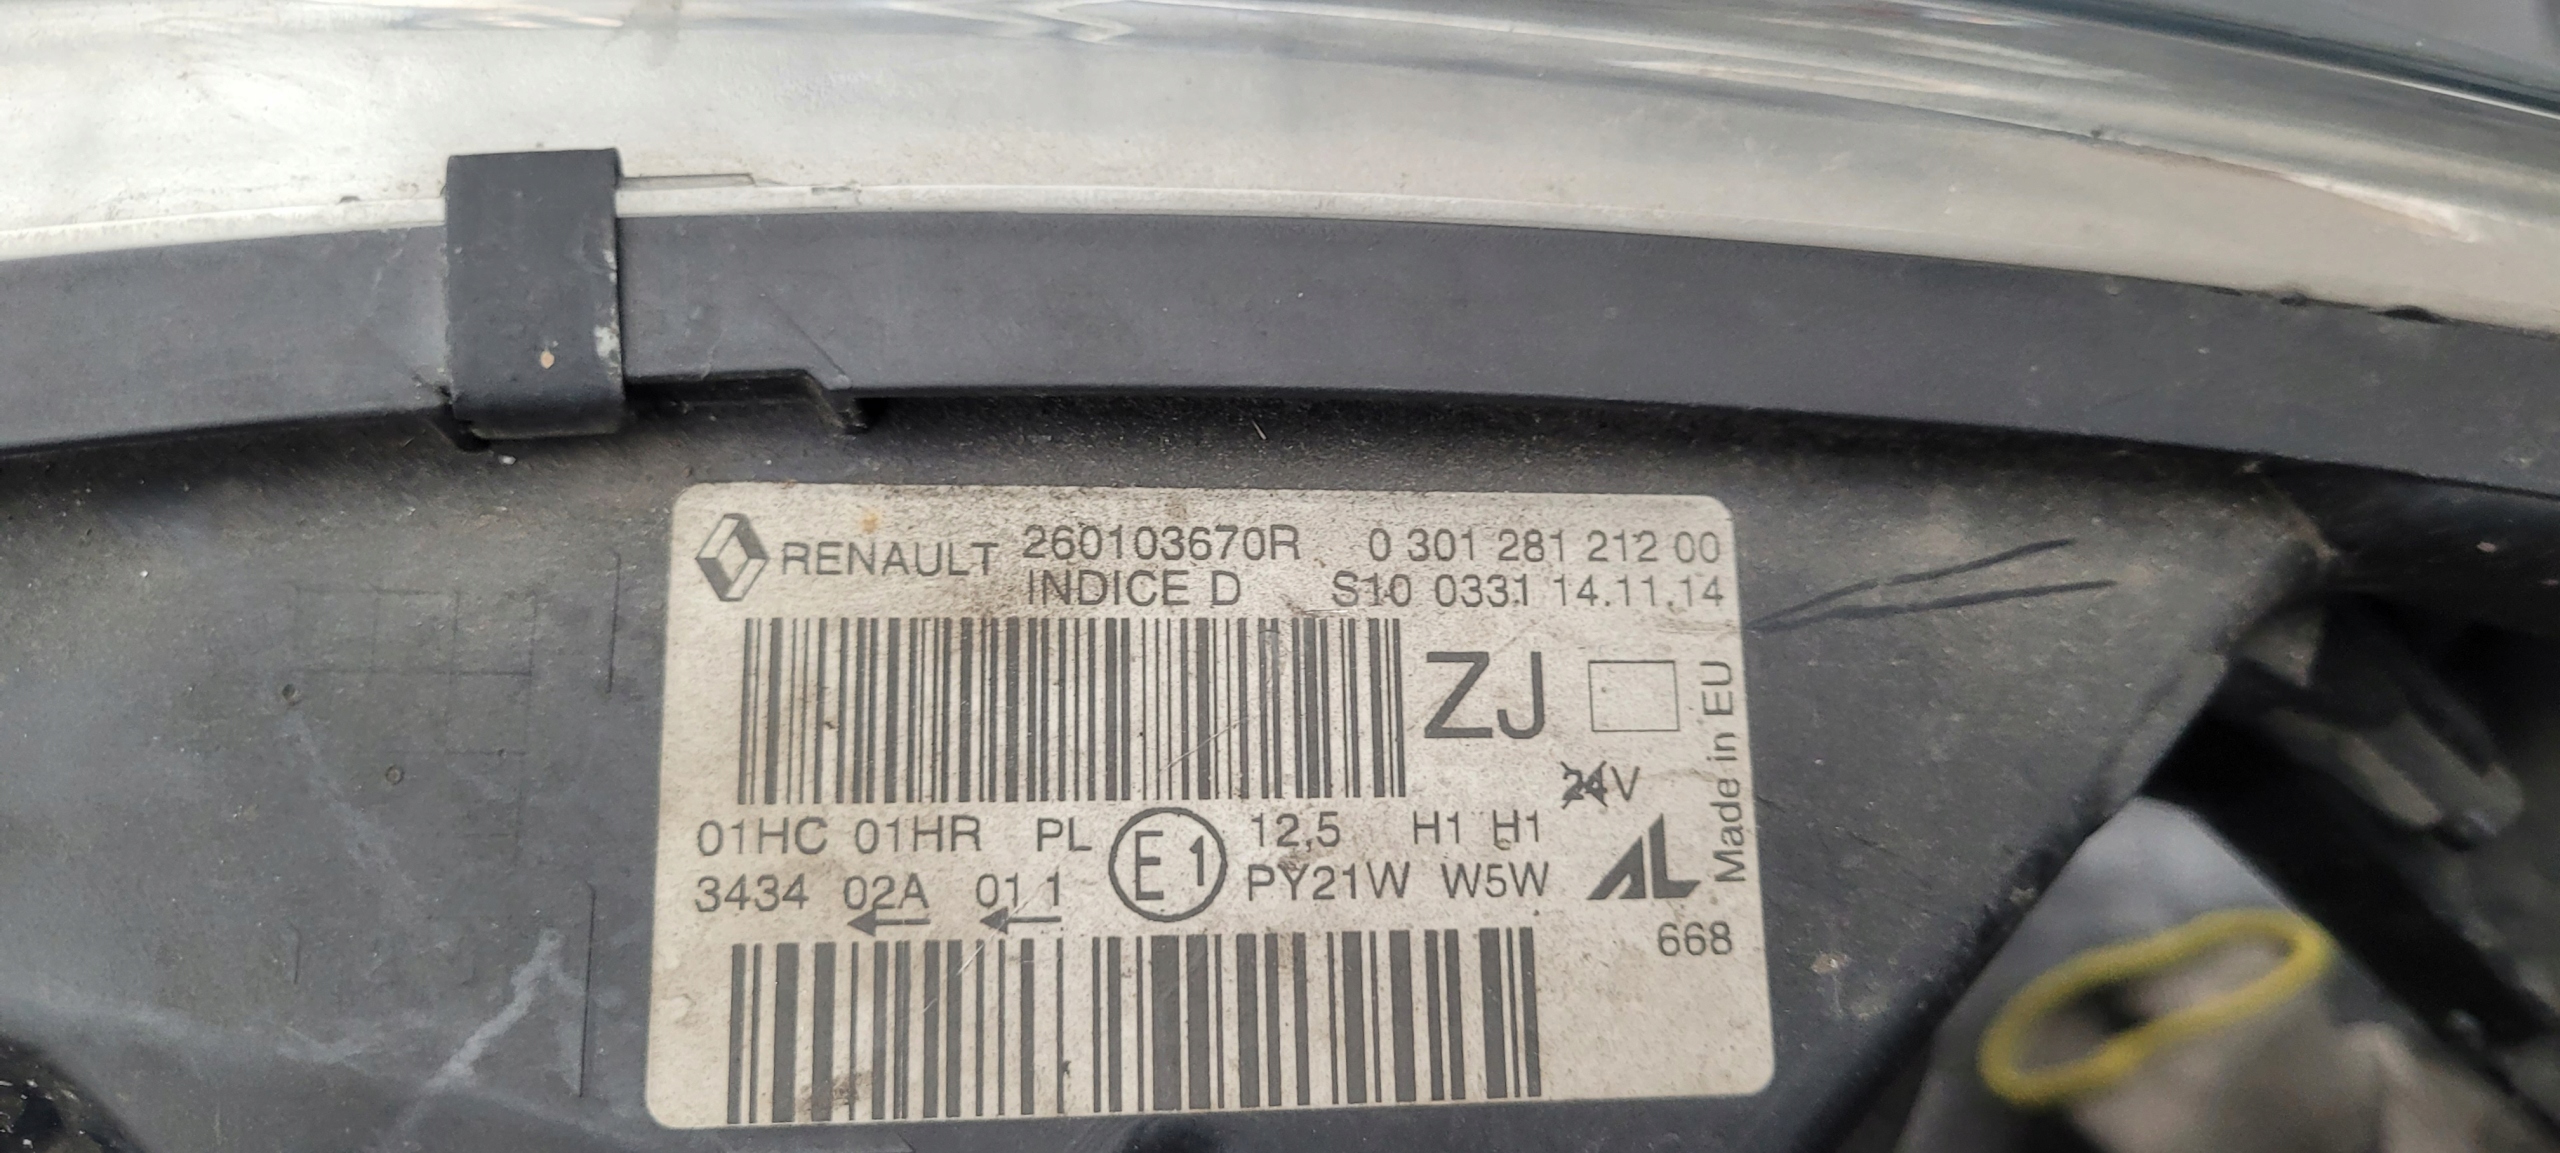 RENAULT 260103670R 0 301 281 212 00
INDICE D S10 0331 14.11.14
ZJ
Made in EU
24V
01HC 01HR PL E1 12,5 H1 H1
3434 02A 01 1 PY21W W5W AL
668